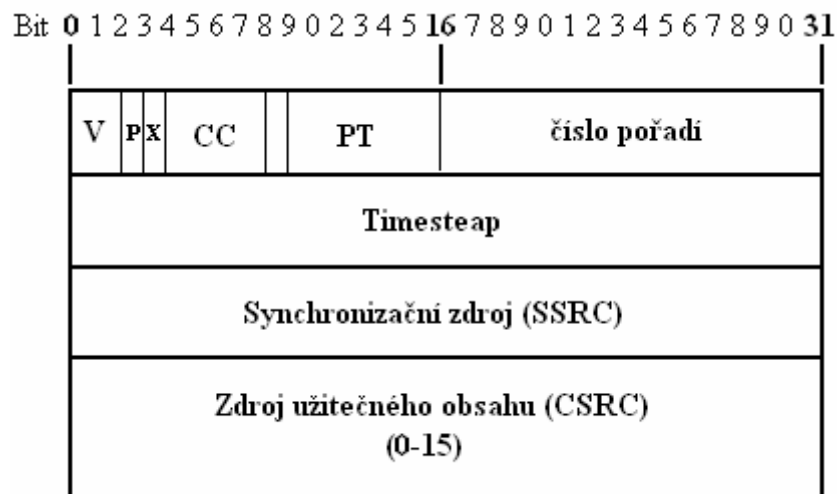 Bit 0 1 2 3 4 5 6 7 8 9 0 1 2 3 4 5 16 7 8 9 0 1 2 3 4 5 6 7 8 9 0 31
V P X CC PT číslo pořadí
Timesteap
Synchronizační zdroj (SSRC)
Zdroj užitečného obsahu (CSRC)
(0-15)